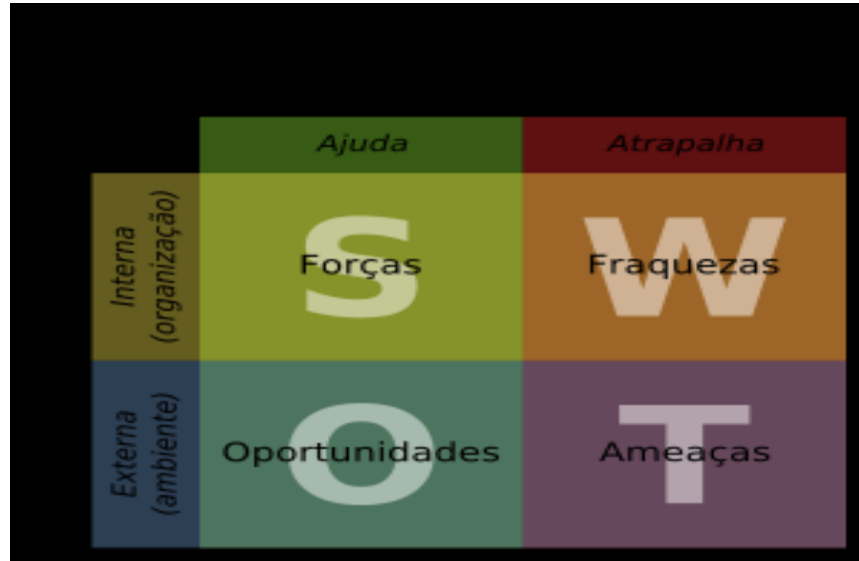 Ajuda
Atrapalha
Interna
(organização)
S
Forças
W
Fraquezas
Externa
(ambiente)
O
Oportunidades
T
Ameaças